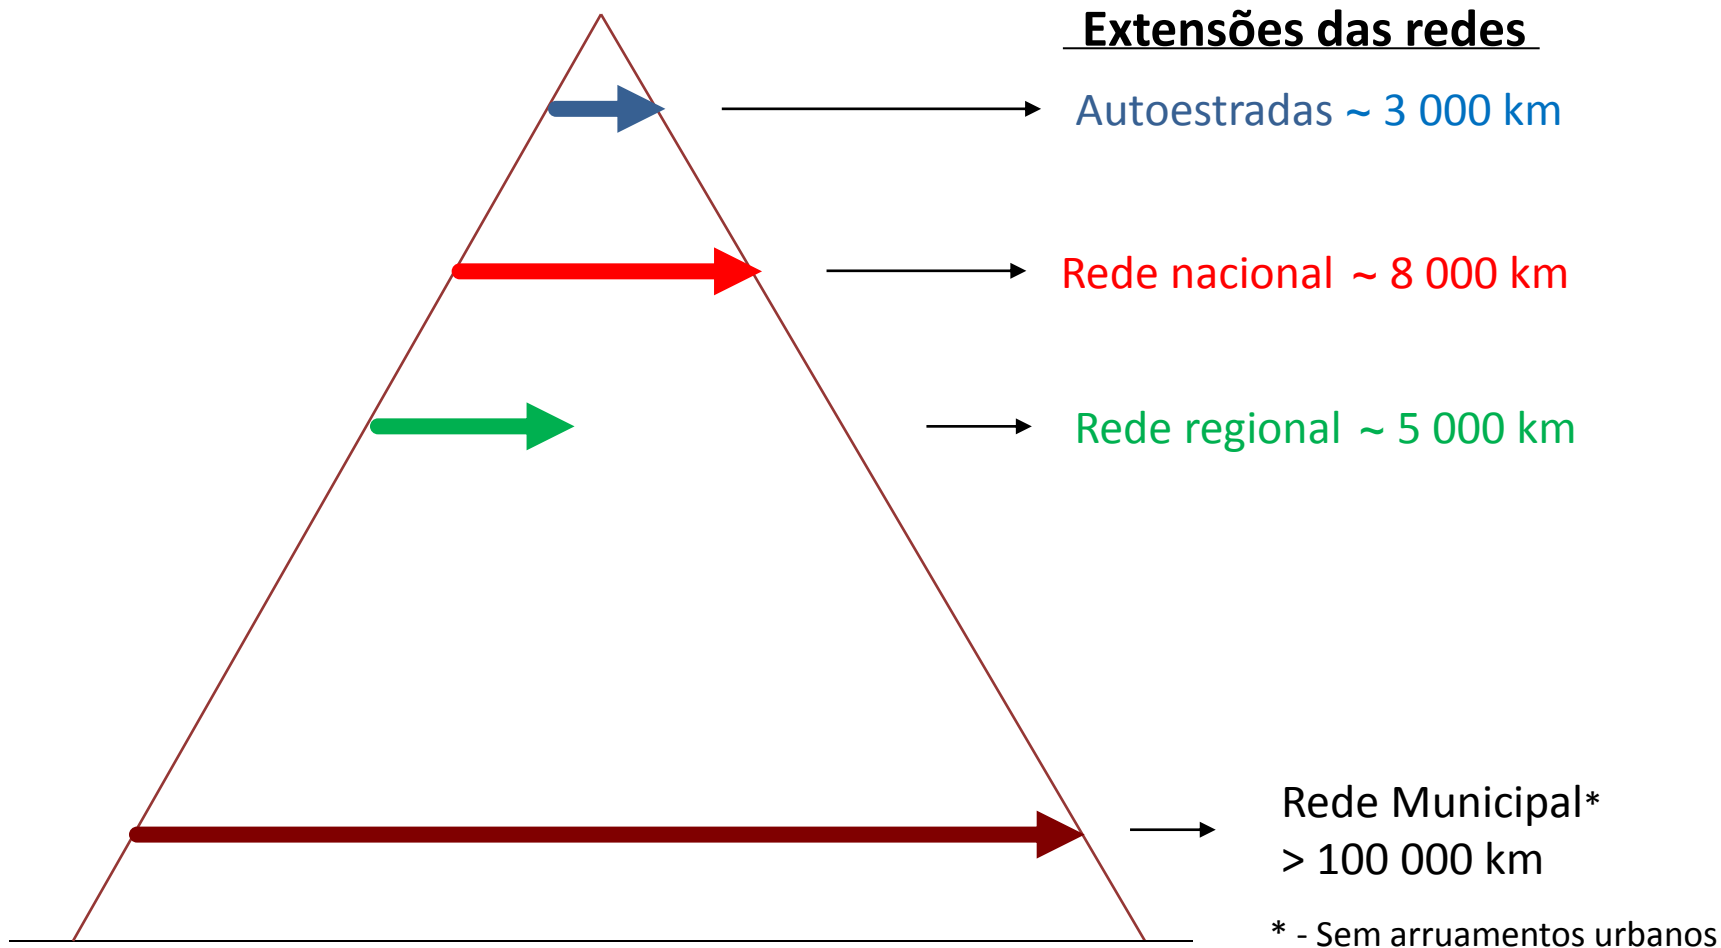 Extensões das redes
Autoestradas ~ 3 000 km
Rede nacional ~ 8 000 km
Rede regional ~ 5 000 km
Rede Municipal*
> 100 000 km
* - Sem arruamentos urbanos